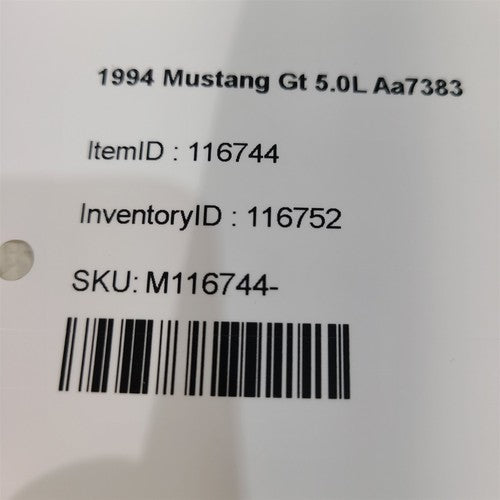 1994 Mustang Gt 5.0L Aa7383
ItemID : 116744
InventoryID : 116752
SKU: M116744-